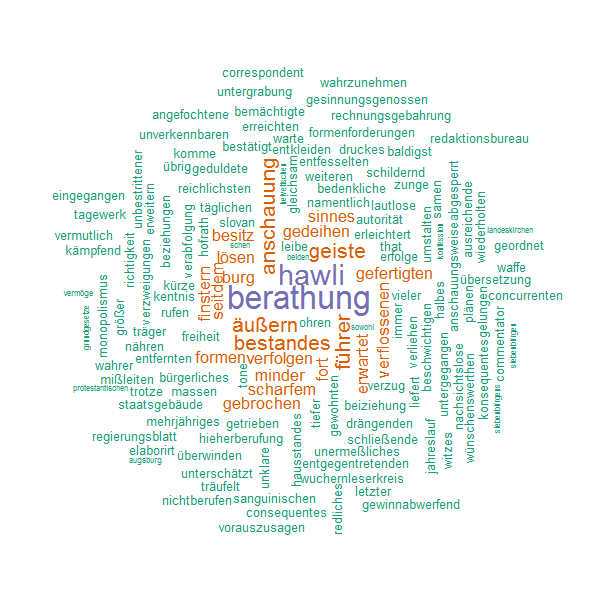 correspondent
wahrzunehmen
untergrabung
gesinnungsgenossen
angefochtene
bemächtigte
rechnungsgebahrung
erreichten
formenforderungen
unverkennbaren
warte
redaktionsbureau
bestätigt
entkleiden
druckes
baldigst
komme
entfesselten
übrig
geduldete
weiteren
schildernd
reichlichsten
gleichsam
bedenkliche
zunge
eingegangen
unbestrittener
erweitern
anschauung
namentlich
lautlose
samen
abgesperrt
tagewerk
täglichen
sinnes
autorität
umstalten
konfession
ausreichende
wiederholten
landeskirchen
vermutlich
beziehungen
verabfolgung
hofrath
slovan
besitz
gedeihen
erleichtert
geordnet
kämpfend
richtigkeit
schen
leibe
geiste
that
anschauungsweise
lösen
beiden
erfolge
waffe
verzweigungen
finstern
seitdem
burg
hawli
gefertigten
übersetzung
vermöge
monopolismus
kürze
kentnis
berathung
vieler
halbes
plänen
concurrenten
größer
rufen
verflossenen
immer
gelungen
träger
freiheit
äußern
ohren
führer
sowohl
verliehen
beschwichtigen
grundgesetze
nähren
bestandes
erwartet
nachsichtslose
commentator
siebenbürgen
wahrer
entfernten
formen
verfolgen
fort
mißleiten
bürgerliches
tone
minder
verzug
liefert
untergegangen
wünschenswerthen
konsequentes
siebenbürgens
protestantischen
trotze
massen
scharfem
gewohnten
staatsgebäude
gebrochen
tiefer
beiziehung
mehrjähriges
getrieben
hausstandes
drängenden
jahreslauf
witzes
regierungsblatt
hieherberufung
schließende
elaborirt
überwinden
unklare
unermeßliches
augsburg
entgegentretenden
unterschätzt
wuchernleserkreis
träufelt
letzter
nichtberufen
sanguinischen
redliches
gewinnabwerfend
consequentes
vorauszusagen